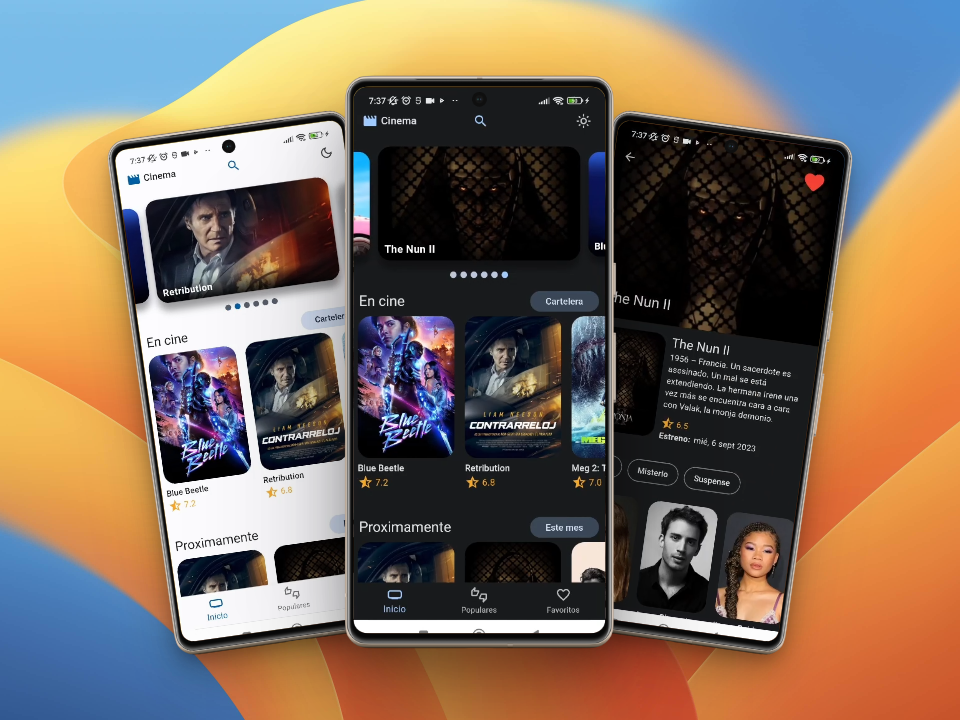 7:37
Cinema
Retribution
En cine
Blue Beetle
Blue Beetle
7.2
LIAM NEESON
CONTRARRELOJ
Retribution
6.8
Proximamente
Inicio
Populares
7:37
Cinema
The Nun II
En cine
Cartelera
Blue Beetle
Blue Beetle
7.2
LIAM NEESON
CONTRARRELOJ
Retribution
6.8
MEG
Meg 2: T
7.0
Proximamente
Este mes
Inicio
Populares
Favoritos
7:37
The Nun II
The Nun II
1956 – Francia. Un sacerdote es
asesinado. Un mal se está
extendiendo. La hermana Irene una
vez más se encuentra cara a cara
con Valak, la monja demonio.
6.5
Estreno: mié, 6 sept 2023
Misterio
Suspense